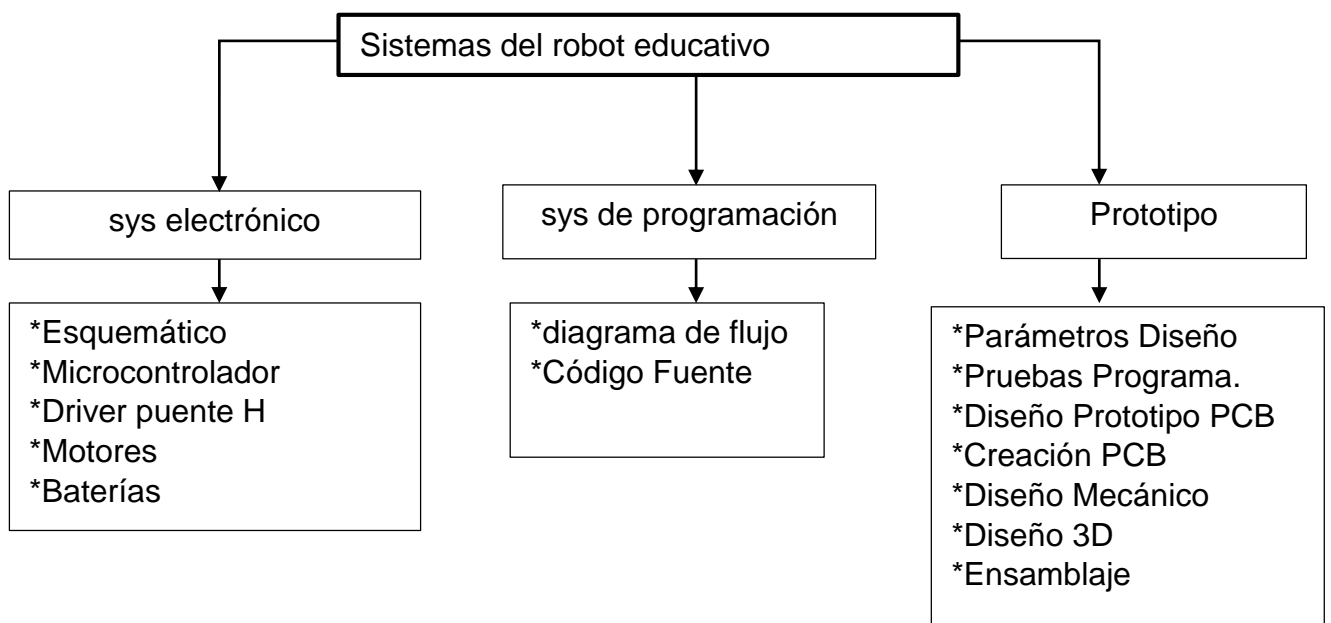 Sistemas del robot educativo
sys electrónico
sys de programación
Prototipo
*Esquemático
*Microcontrolador
*Driver puente H
*Motores
*Baterías
*diagrama de flujo
*Código Fuente
*Parámetros Diseño
*Pruebas Programa.
*Diseño Prototipo PCB
*Creación PCB
*Diseño Mecánico
*Diseño 3D
*Ensamblaje